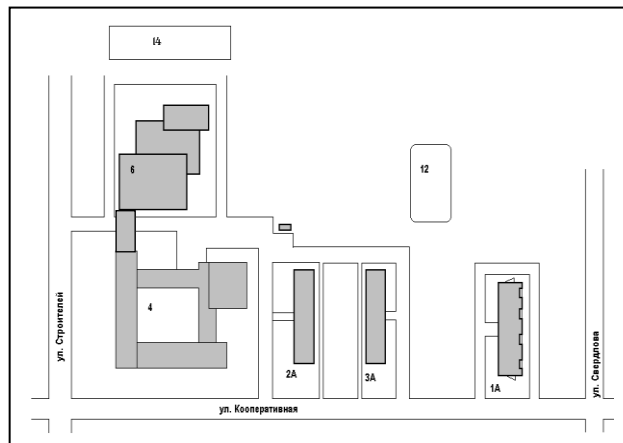 14
6
12
4
2А
3А
1А
ул. Строителей
ул. Свердлова
ул. Кооперативная